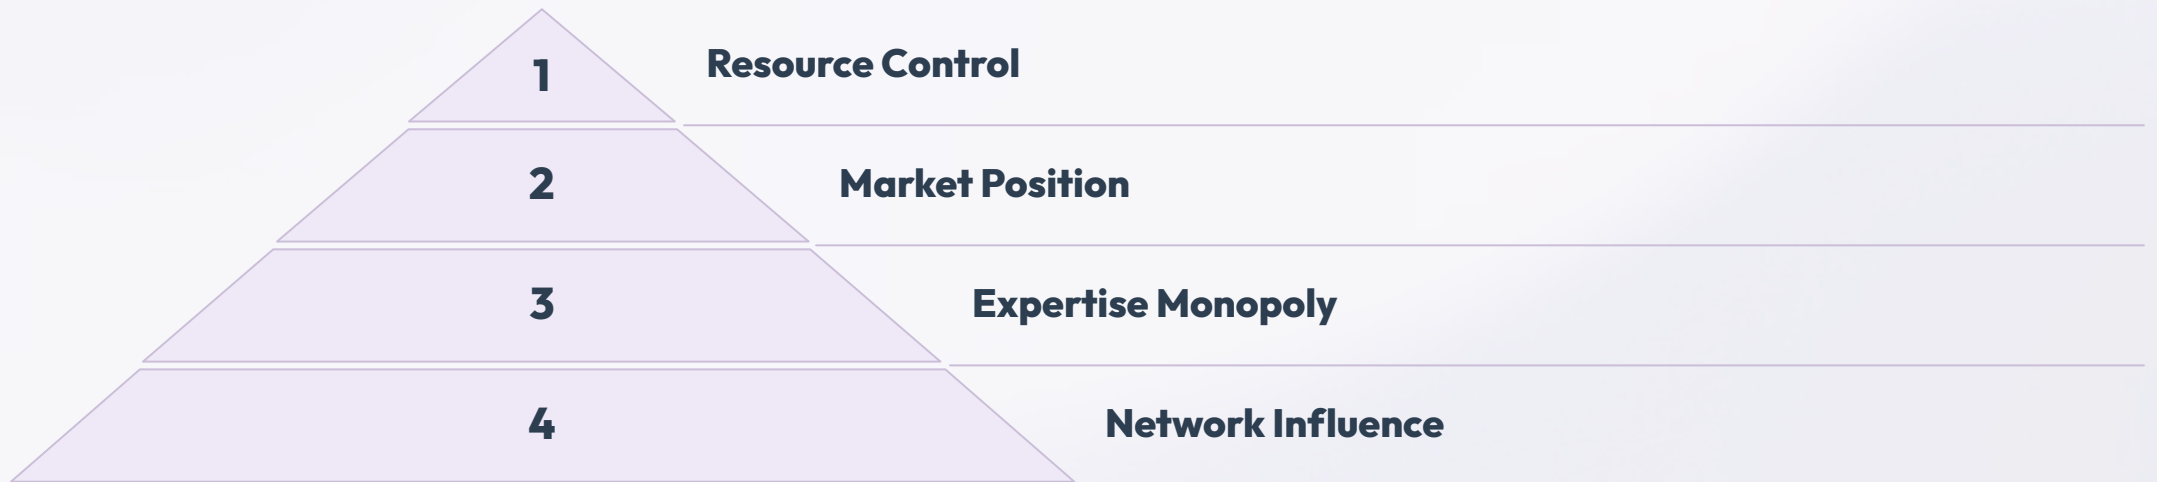 1
Resource Control
2
Market Position
3
Expertise Monopoly
4
Network Influence